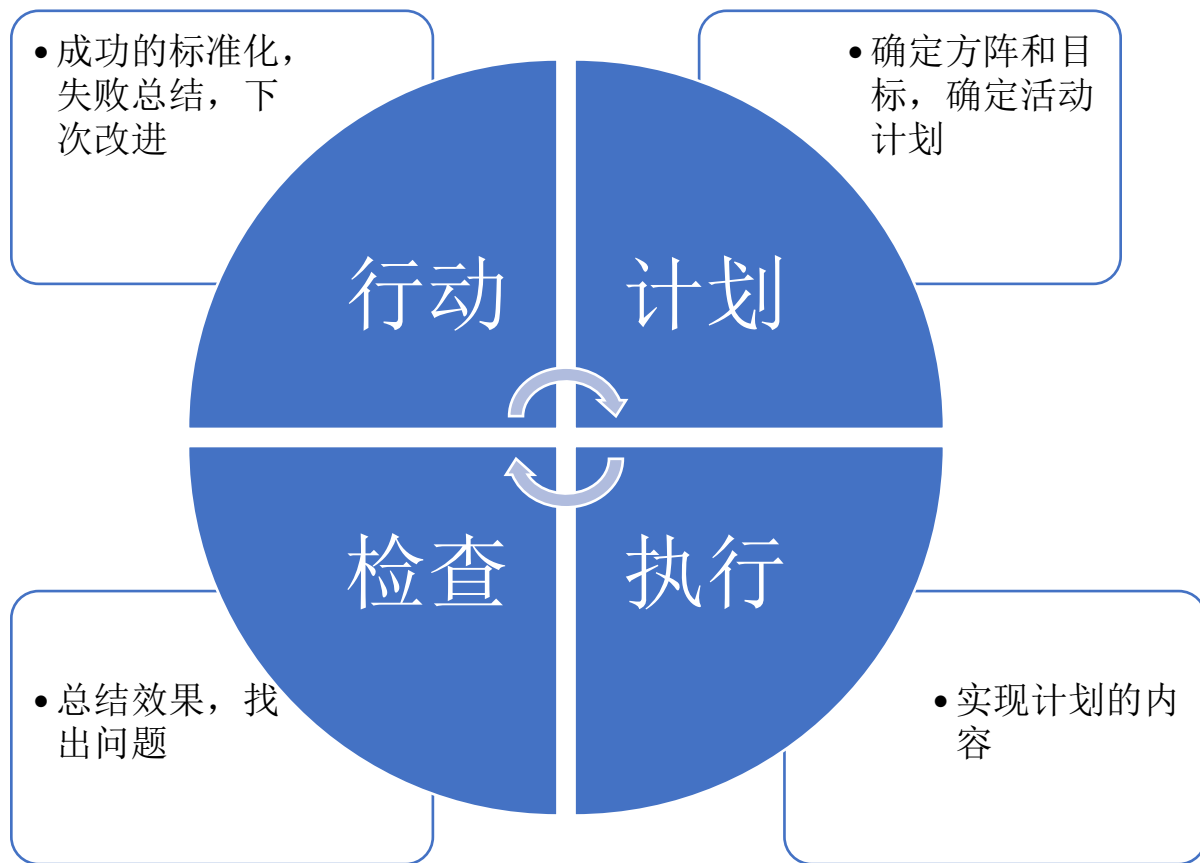 • 成功的标准化，
失败总结，下
次改进
• 确定方阵和目
标，确定活动
计划
行动
计划
检查
执行
• 总结效果，找
出问题
• 实现计划的内
容